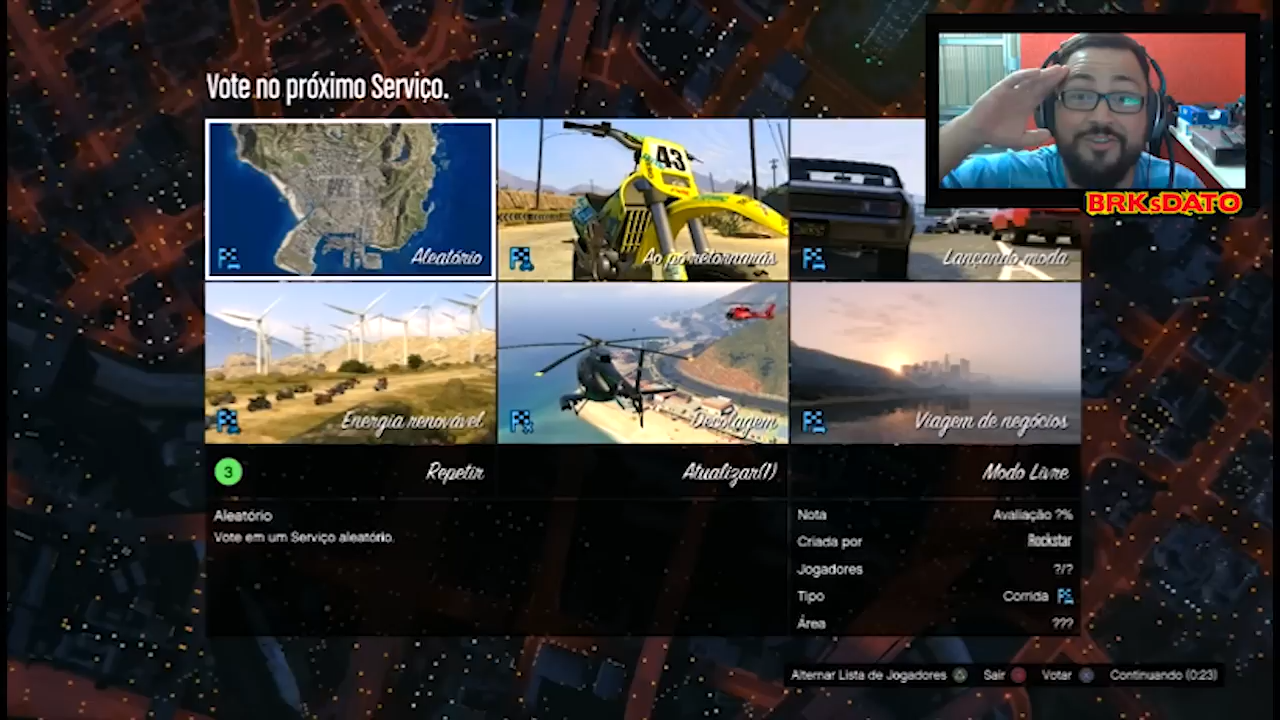 Vote no próximo Serviço.
BRKsDATO
43
Aleatório
Ao pó retornarás
Lançando moda
Energia renovável
Decolagem
Viagem de negócios
3
Repetir
Atualizar(1)
Modo Livre
Aleatório
Vote em um Serviço aleatório.
Nota Avaliação ?%
Criada por Rockstar
Jogadores ?/?
Tipo Corrida
Área ???
Alternar Lista de Jogadores Sair Votar Continuando (0:23)